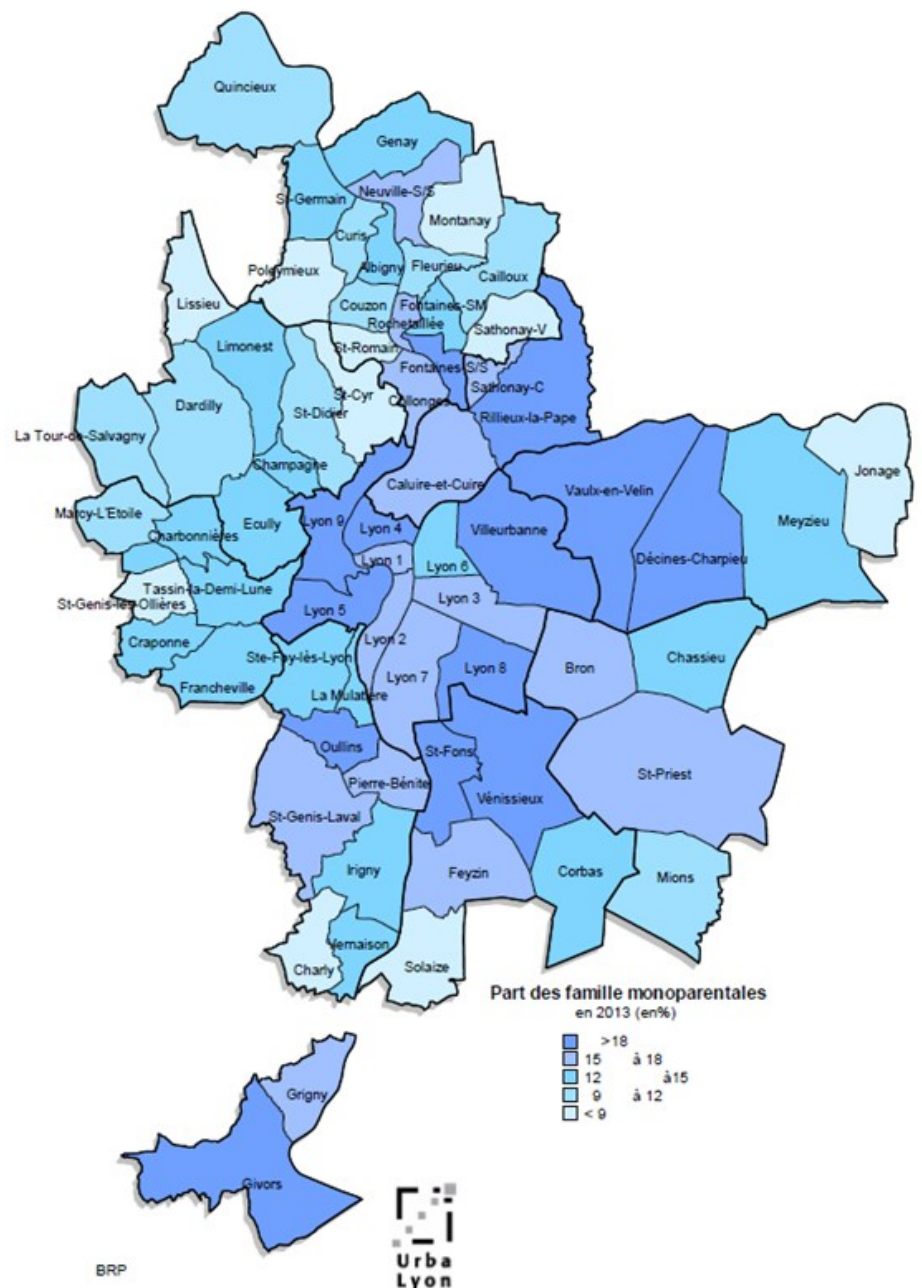 Quincieux
Genay
St-Germain
Neuville-S/S
Montanay
Curis
Albigny
Fleurieu
Cailloux
Poleymieux
Lissieu
Couzon
Fontaines-SM
Rochetaillée
Sathonay-V
Limonest
St-Romain
Fontaines-S/S
Sathonay-C
St-Cyr
Collonges
Dardilly
St-Didier
Rillieux-la-Pape
La Tour-de-Salvagny
Champagne
Caluire-et-Cuire
Jonage
Vaulx-en-Velin
Marcy-L'Etoile
Charbonnières
Ecully
Lyon 9
Lyon 4
Villeurbanne
Meyzieu
Lyon 1
Lyon 6
Décines-Charpieu
Tassin-la-Demi-Lune
St-Genis-les-Ollières
Lyon 5
Lyon 3
Craponne
Ste-Foy-lès-Lyon
Lyon 2
Chassieu
Francheville
La Mulatière
Lyon 7
Lyon 8
Bron
Oullins
St-Fons
St-Priest
Pierre-Bénite
Vénissieux
St-Genis-Laval
Irigny
Feyzin
Corbas
Mions
Vernaison
Charly
Solaize
Part des famille monoparentales
en 2013 (en%)
>18
15 à 18
12 à15
9 à 12
< 9
Grigny
Givors
Urba
Lyon
BRP